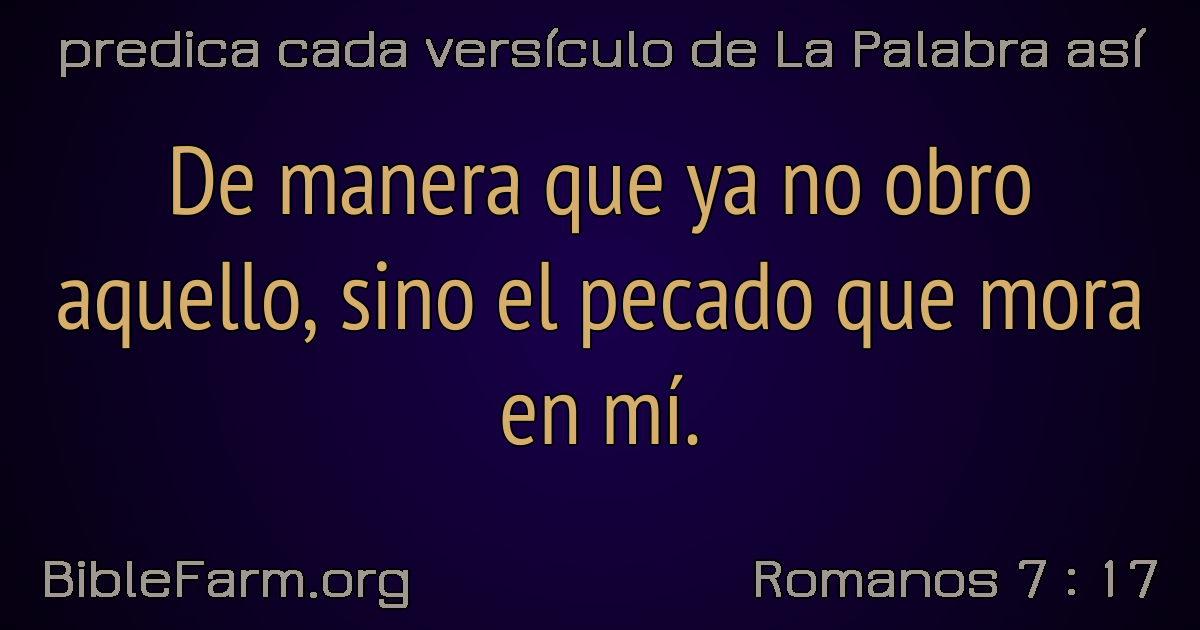 predica cada versículo de La Palabra así
De manera que ya no obro
aquello, sino el pecado que mora
en mí.
BibleFarm.org
Romanos 7 : 17